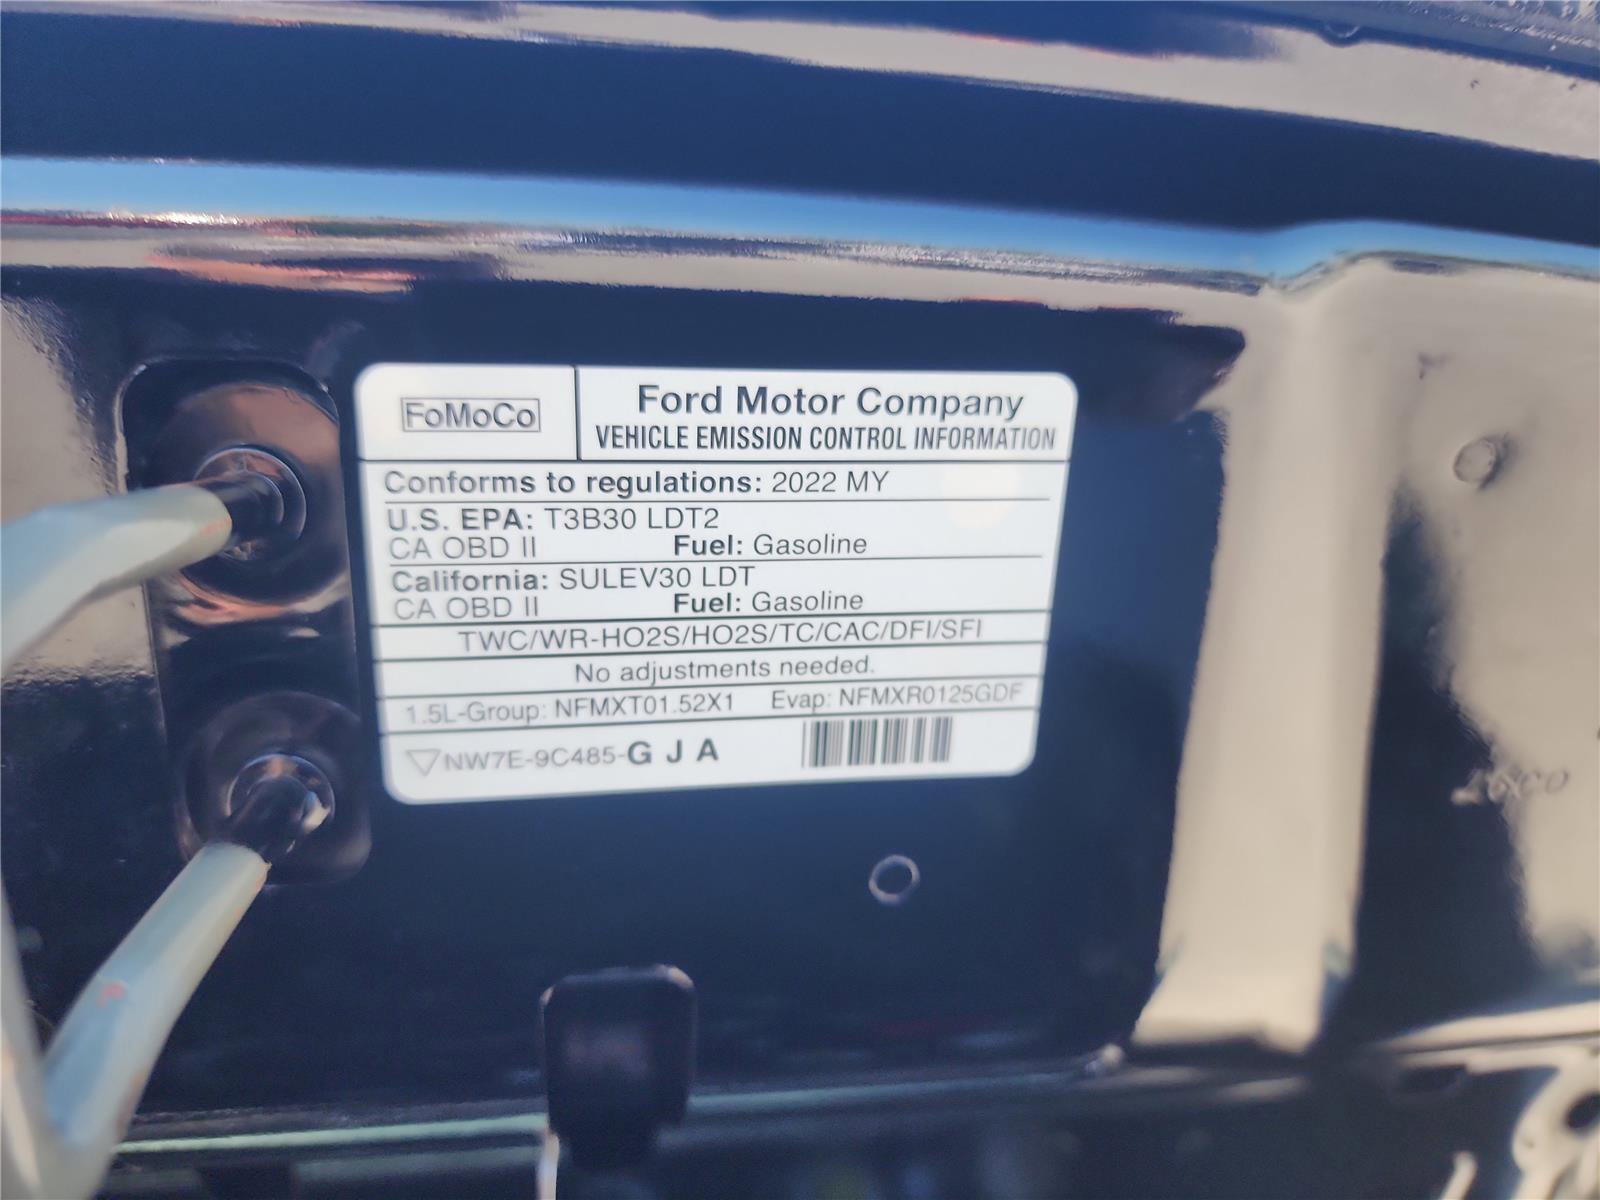 FoMoCo
Ford Motor Company
VEHICLE EMISSION CONTROL INFORMATION
Conforms to regulations: 2022 MY
U.S. EPA: T3B30 LDT2
CA OBD II Fuel: Gasoline
California: SULEV30 LDT
CA OBD II Fuel: Gasoline
TWC/WR-HO2S/HO2S/TC/CAC/DFI/SFI
No adjustments needed.
1.5L-Group: NFMXT01.52X1 Evap: NFMXR0125GDF
NW7E-9C485-G J A